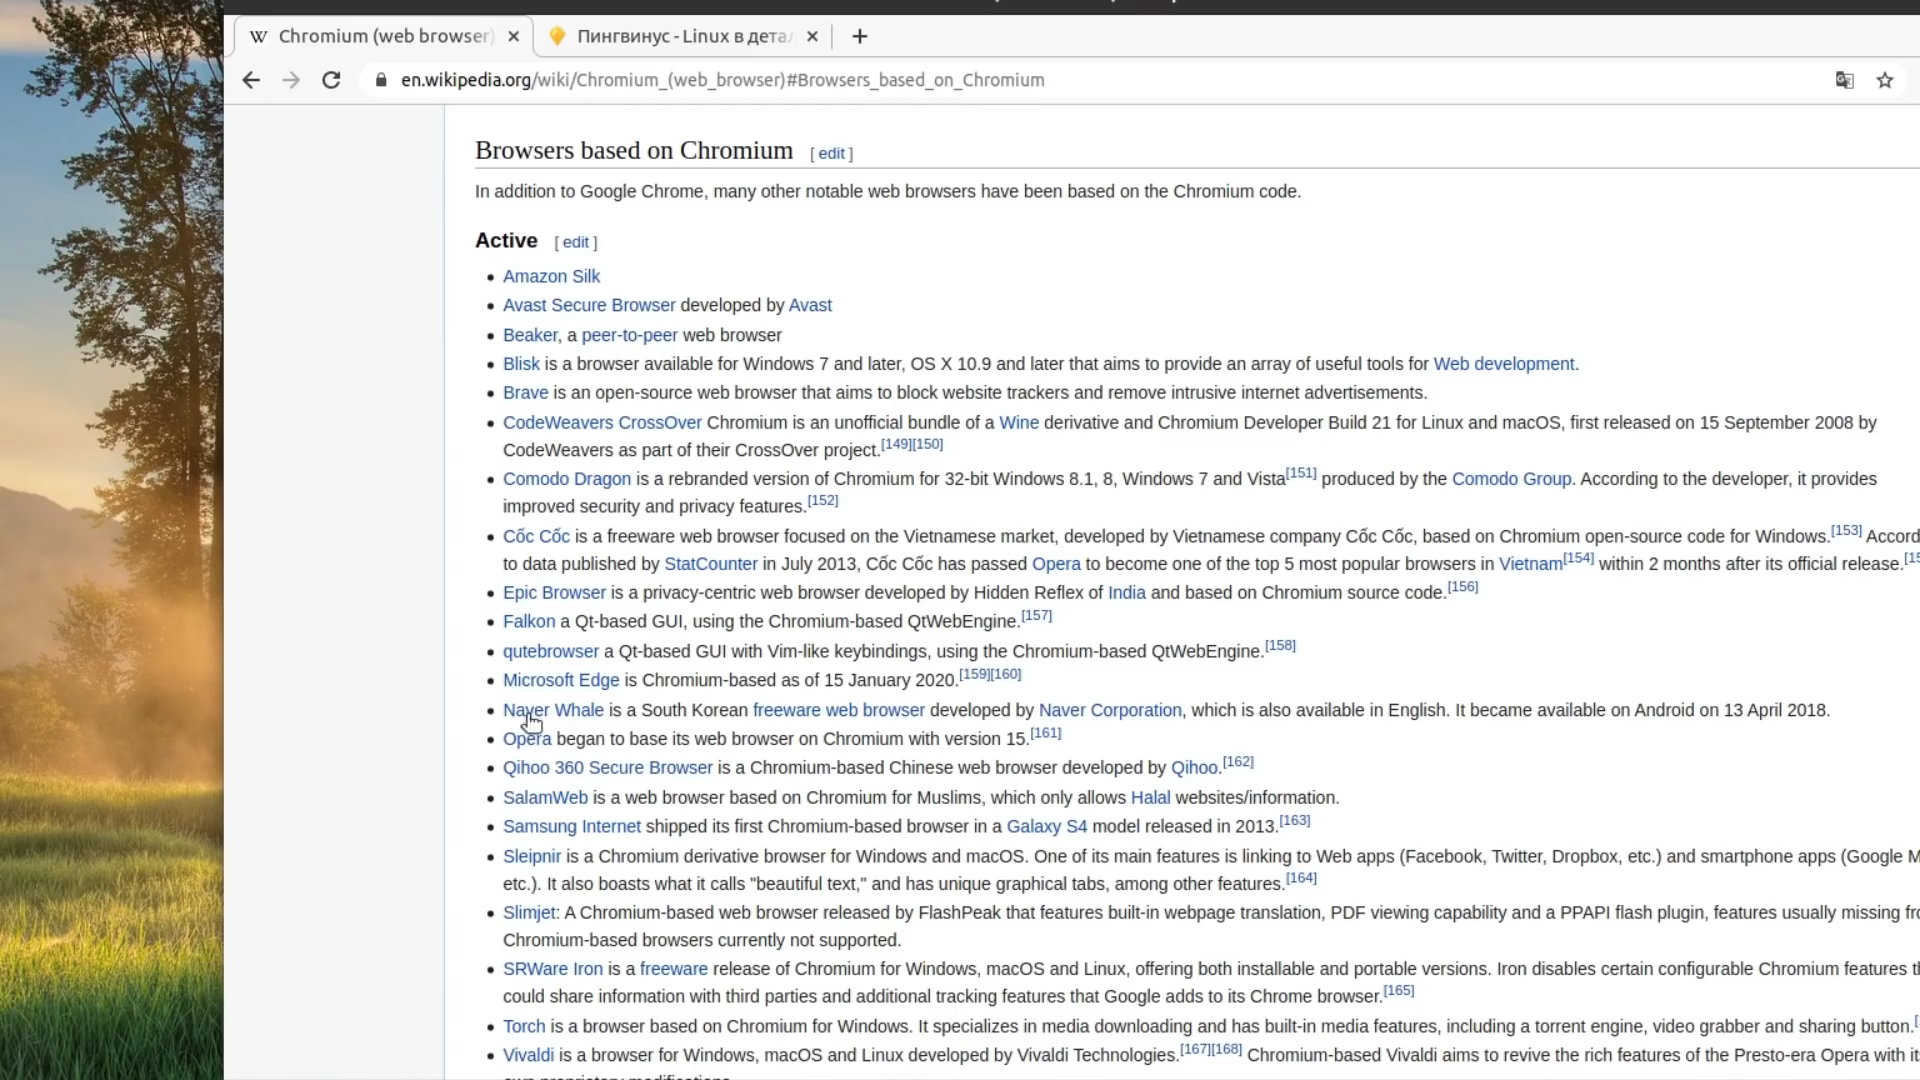 Chromium (web browser)
Пингвинус - Linux в дета
en.wikipedia.org/wiki/Chromium_(web_browser)#Browsers_based_on_Chromium
Browsers based on Chromium [ edit ]
In addition to Google Chrome, many other notable web browsers have been based on the Chromium code.
Active [ edit ]
Amazon Silk
Avast Secure Browser developed by Avast
Beaker, a peer-to-peer web browser
Blisk is a browser available for Windows 7 and later, OS X 10.9 and later that aims to provide an array of useful tools for Web development.
Brave is an open-source web browser that aims to block website trackers and remove intrusive internet advertisements.
CodeWeavers CrossOver Chromium is an unofficial bundle of a Wine derivative and Chromium Developer Build 21 for Linux and macOS, first released on 15 September 2008 by
CodeWeavers as part of their CrossOver project.[149][150]
Comodo Dragon is a rebranded version of Chromium for 32-bit Windows 8.1, 8, Windows 7 and Vista[151] produced by the Comodo Group. According to the developer, it provides
improved security and privacy features.[152]
Cốc Cốc is a freeware web browser focused on the Vietnamese market, developed by Vietnamese company Cốc Cốc, based on Chromium open-source code for Windows.[153] Accord
to data published by StatCounter in July 2013, Cốc Cốc has passed Opera to become one of the top 5 most popular browsers in Vietnam[154] within 2 months after its official release.[15
Epic Browser is a privacy-centric web browser developed by Hidden Reflex of India and based on Chromium source code.[156]
Falkon a Qt-based GUI, using the Chromium-based QtWebEngine.[157]
qutebrowser a Qt-based GUI with Vim-like keybindings, using the Chromium-based QtWebEngine.[158]
Microsoft Edge is Chromium-based as of 15 January 2020.[159][160]
Naver Whale is a South Korean freeware web browser developed by Naver Corporation, which is also available in English. It became available on Android on 13 April 2018.
Opera began to base its web browser on Chromium with version 15.[161]
Qihoo 360 Secure Browser is a Chromium-based Chinese web browser developed by Qihoo.[162]
SalamWeb is a web browser based on Chromium for Muslims, which only allows Halal websites/information.
Samsung Internet shipped its first Chromium-based browser in a Galaxy S4 model released in 2013.[163]
Sleipnir is a Chromium derivative browser for Windows and macOS. One of its main features is linking to Web apps (Facebook, Twitter, Dropbox, etc.) and smartphone apps (Google M
etc.). It also boasts what it calls "beautiful text," and has unique graphical tabs, among other features.[164]
Slimjet: A Chromium-based web browser released by FlashPeak that features built-in webpage translation, PDF viewing capability and a PPAPI flash plugin, features usually missing fr
Chromium-based browsers currently not supported.
SRWare Iron is a freeware release of Chromium for Windows, macOS and Linux, offering both installable and portable versions. Iron disables certain configurable Chromium features t
could share information with third parties and additional tracking features that Google adds to its Chrome browser.[165]
Torch is a browser based on Chromium for Windows. It specializes in media downloading and has built-in media features, including a torrent engine, video grabber and sharing button.[
Vivaldi is a browser for Windows, macOS and Linux developed by Vivaldi Technologies.[167][168] Chromium-based Vivaldi aims to revive the rich features of the Presto-era Opera with it